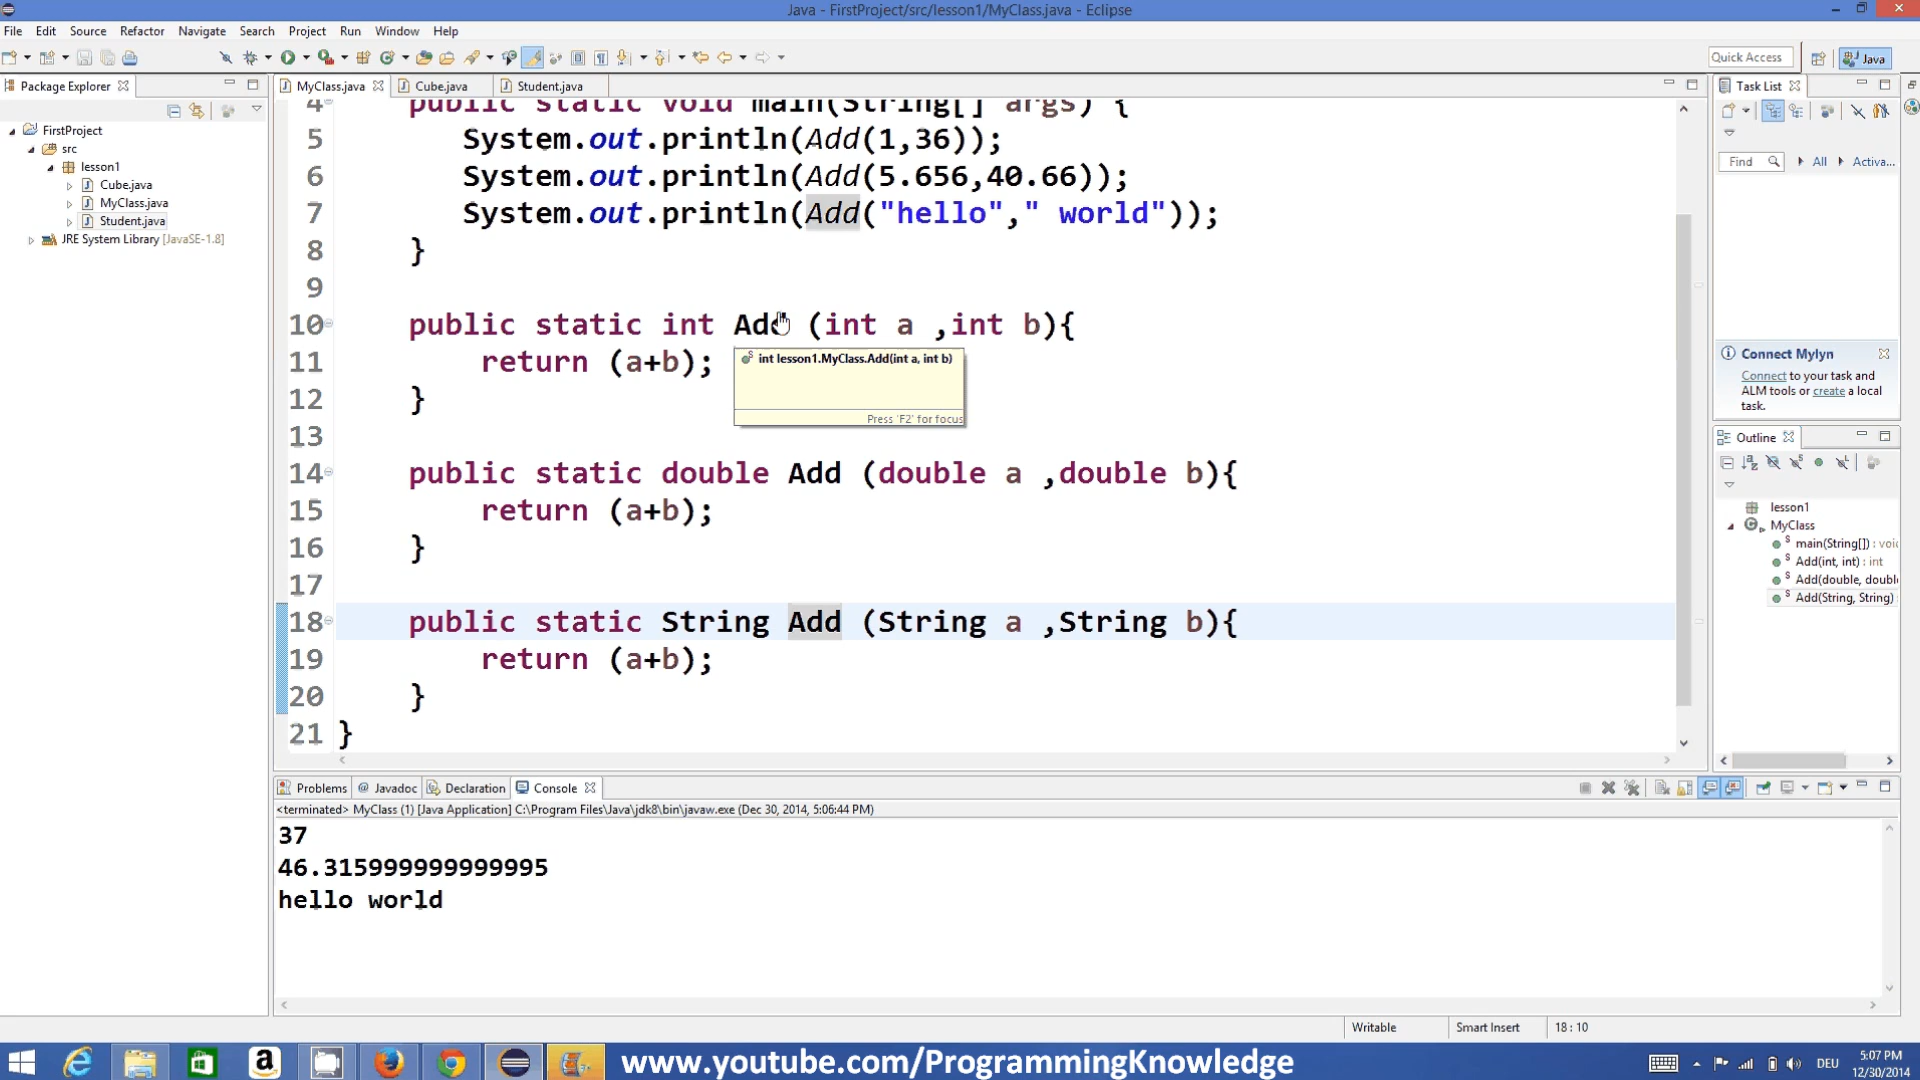 Java - FirstProject/src/lesson1/MyClass.java - Eclipse
File Edit Source Refactor Navigate Search Project Run Window Help
Quick Access Java
Package Explorer
FirstProject
src
lesson1
Cube.java
MyClass.java
Student.java
JRE System Library [JavaSE-1.8]
MyClass.java Cube.java Student.java
4 public static void main(String[] args) {
5 System.out.println(Add(1,36));
6 System.out.println(Add(5.656,40.66));
7 System.out.println(Add("hello"," world"));
8 }
9
10 public static int Add (int a ,int b){
11 return (a+b);
12 }
13
14 public static double Add (double a ,double b){
15 return (a+b);
16 }
17
18 public static String Add (String a ,String b){
19 return (a+b);
20 }
21 }
int lesson1.MyClass.Add(int a, int b)
Press 'F2' for focus
Task List
Find All Activa...
Connect Mylyn
Connect to your task and
ALM tools or create a local
task.
Outline
lesson1
MyClass
main(String[]) : voi
Add(int, int) : int
Add(double, doubl
Add(String, String)
Problems @ Javadoc Declaration Console
<terminated> MyClass (1) [Java Application] C:\Program Files\Java\jdk8\bin\javaw.exe (Dec 30, 2014, 5:06:44 PM)
37
46.315999999999995
hello world
Writable Smart Insert 18 : 10
www.youtube.com/ProgrammingKnowledge
DEU
5:07 PM
12/30/2014